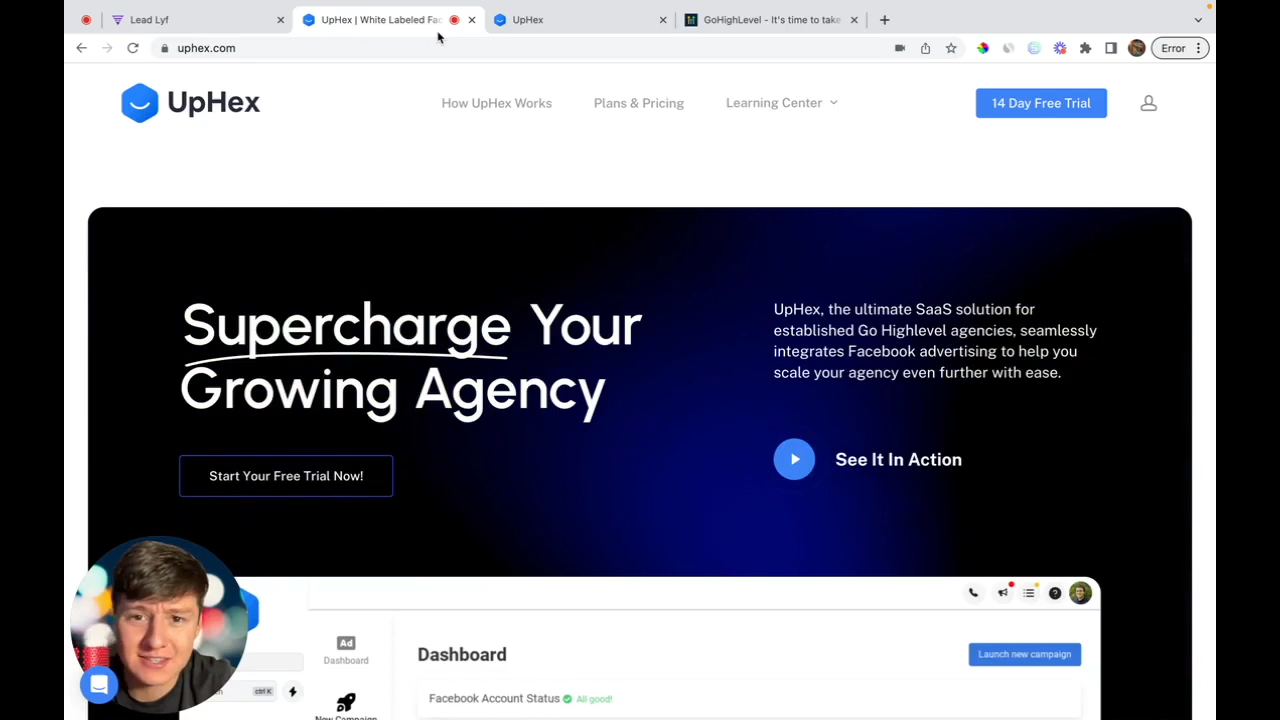 Lead Lyf
UpHex | White Labeled Fac
UpHex
GoHighLevel - It's time to take
uphex.com
Error
UpHex
How UpHex Works
Plans & Pricing
Learning Center
14 Day Free Trial
Supercharge Your
Growing Agency
UpHex, the ultimate SaaS solution for
established Go Highlevel agencies, seamlessly
integrates Facebook advertising to help you
scale your agency even further with ease.
Start Your Free Trial Now!
See It In Action
Ad
Dashboard
Dashboard
Launch new campaign
ctrl K
Facebook Account Status
All good!
New Campaign